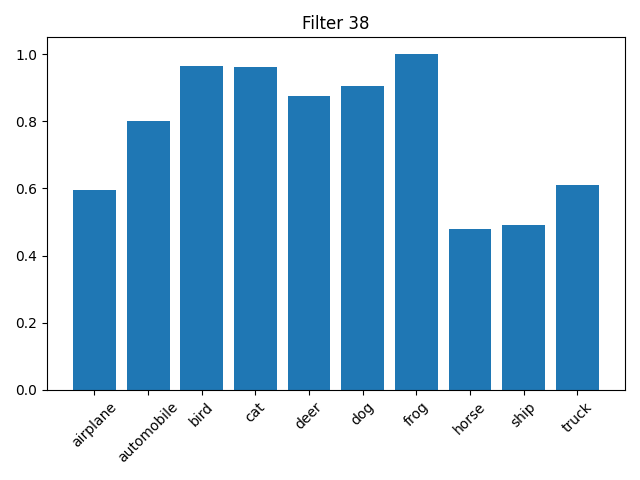 Filter 38
1.0
0.8
0.6
0.4
0.2
0.0
airplane
automobile
bird
cat
deer
dog
frog
horse
ship
truck